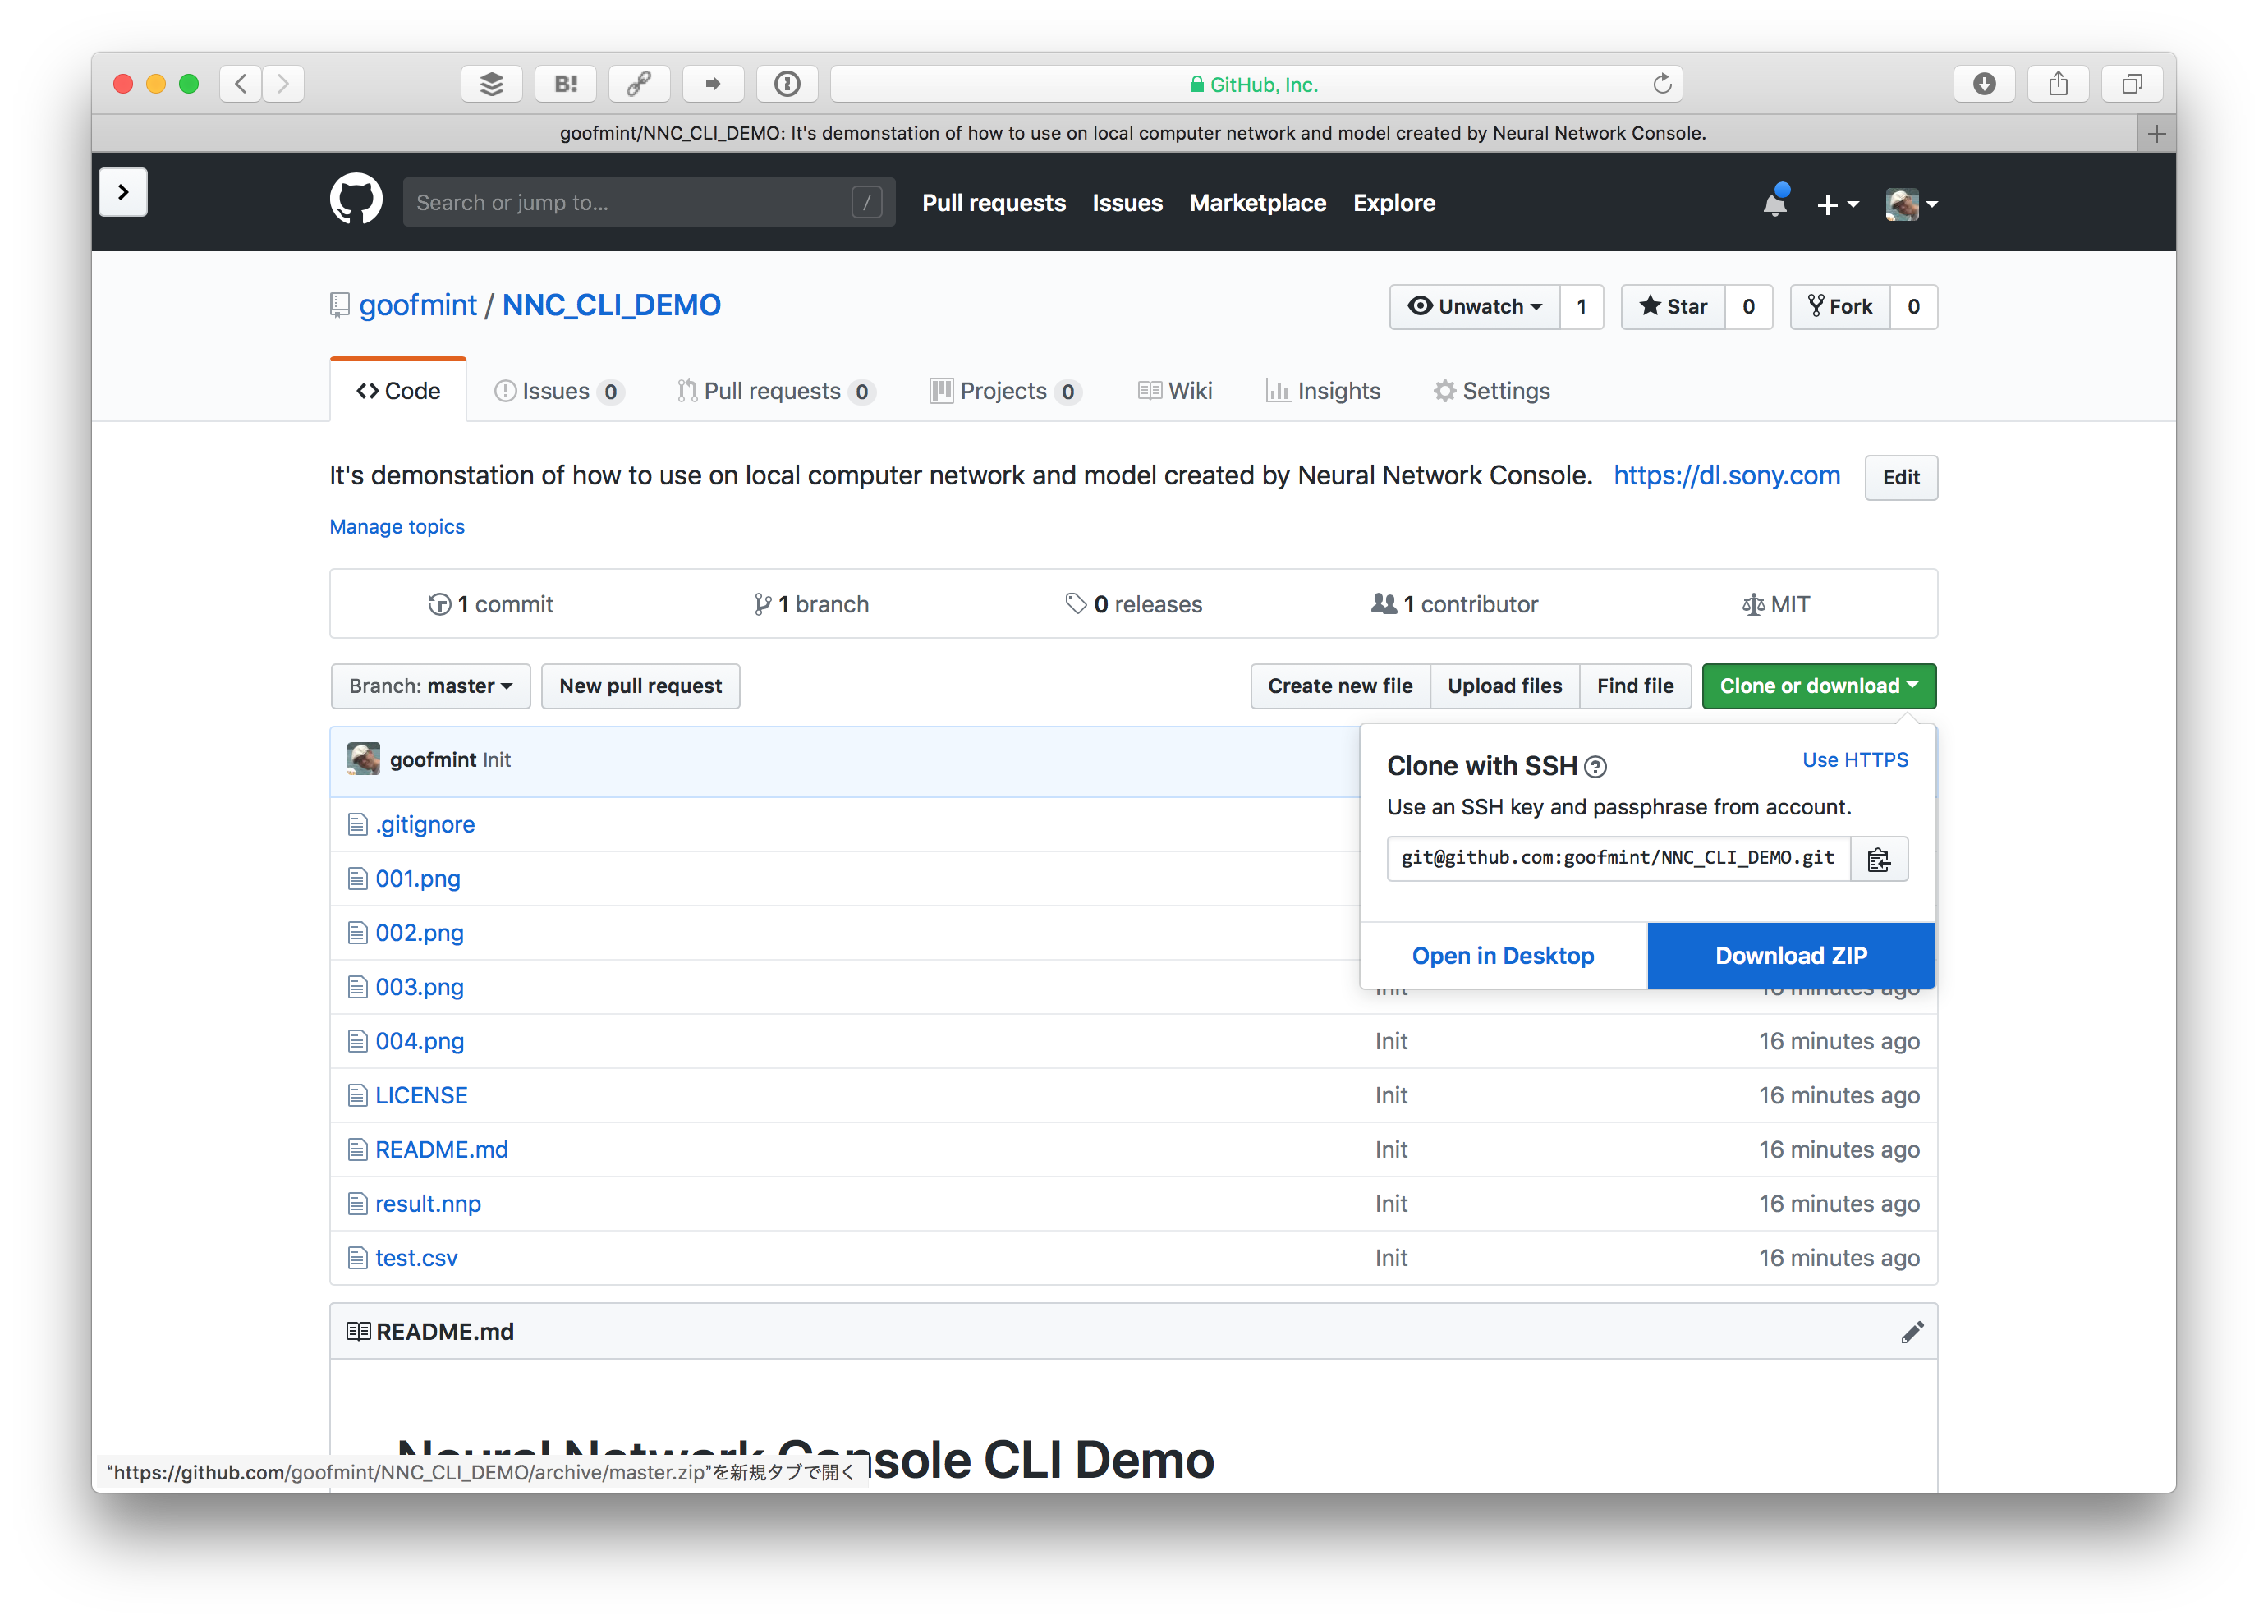 B!
GitHub, Inc.
goofmint/NNC_CLI_DEMO: It's demonstation of how to use on local computer network and model created by Neural Network Console.
Search or jump to... /
Pull requests Issues Marketplace Explore
goofmint / NNC_CLI_DEMO
Unwatch 1 Star 0 Fork 0
Code Issues 0 Pull requests 0 Projects 0 Wiki Insights Settings
It's demonstation of how to use on local computer network and model created by Neural Network Console. https://dl.sony.com Edit
Manage topics
1 commit 1 branch 0 releases 1 contributor MIT
Branch: master New pull request Create new file Upload files Find file Clone or download
goofmint Init
Clone with SSH Use HTTPS
Use an SSH key and passphrase from account.
git@github.com:goofmint/NNC_CLI_DEMO.git
Open in Desktop Download ZIP
.gitignore
001.png
002.png
003.png Init 16 minutes ago
004.png Init 16 minutes ago
LICENSE Init 16 minutes ago
README.md Init 16 minutes ago
result.nnp Init 16 minutes ago
test.csv Init 16 minutes ago
README.md
Neural Network Console CLI Demo
“https://github.com/goofmint/NNC_CLI_DEMO/archive/master.zip”を新規タブで開く